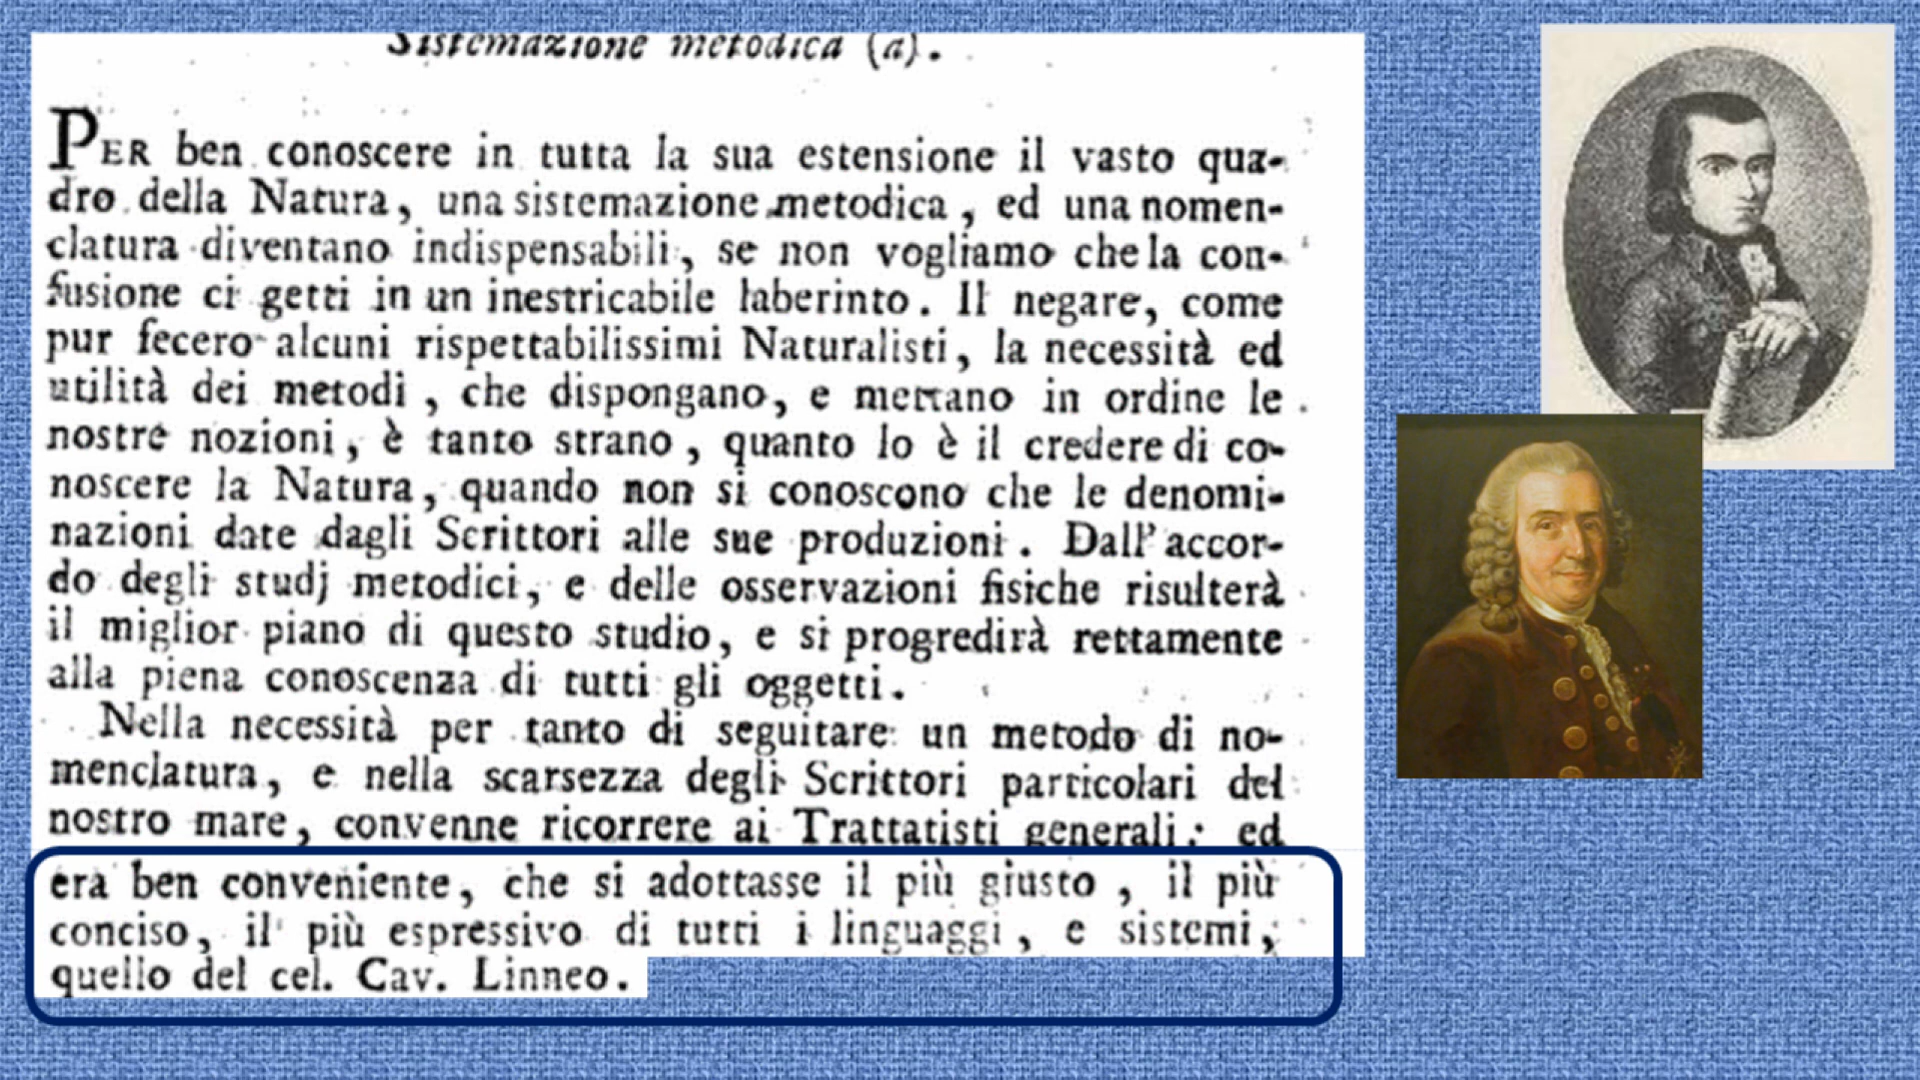 Sistemazione metodica (a).
PER ben conoscere in tutta la sua estensione il vasto qua-
dro della Natura, una sistemazione metodica, ed una nomen-
clatura diventano indispensabili, se non vogliamo che la con-
fusione ci getti in un inestricabile laberinto. Il negare, come
pur fecero alcuni rispettabilissimi Naturalisti, la necessità ed
utilità dei metodi, che dispongano, e mettano in ordine le
nostre nozioni, è tanto strano, quanto lo è il credere di co-
noscere la Natura, quando non si conoscono che le denomi-
nazioni date dagli Scrittori alle sue produzioni. Dall' accor-
do degli studj metodici, e delle osservazioni fisiche risulterà
il miglior piano di questo studio, e si progredirà rettamente
alla piena conoscenza di tutti gli oggetti.
Nella necessità per tanto di seguitare un metodo di no-
menclatura, e nella scarsezza degli Scrittori particolari del
nostro mare, convenne ricorrere ai Trattatisti generali; ed
era ben conveniente, che si adottasse il più giusto, il più
conciso, il più espressivo di tutti i linguaggi, e sistemi,
quello del cel. Cav. Linneo.